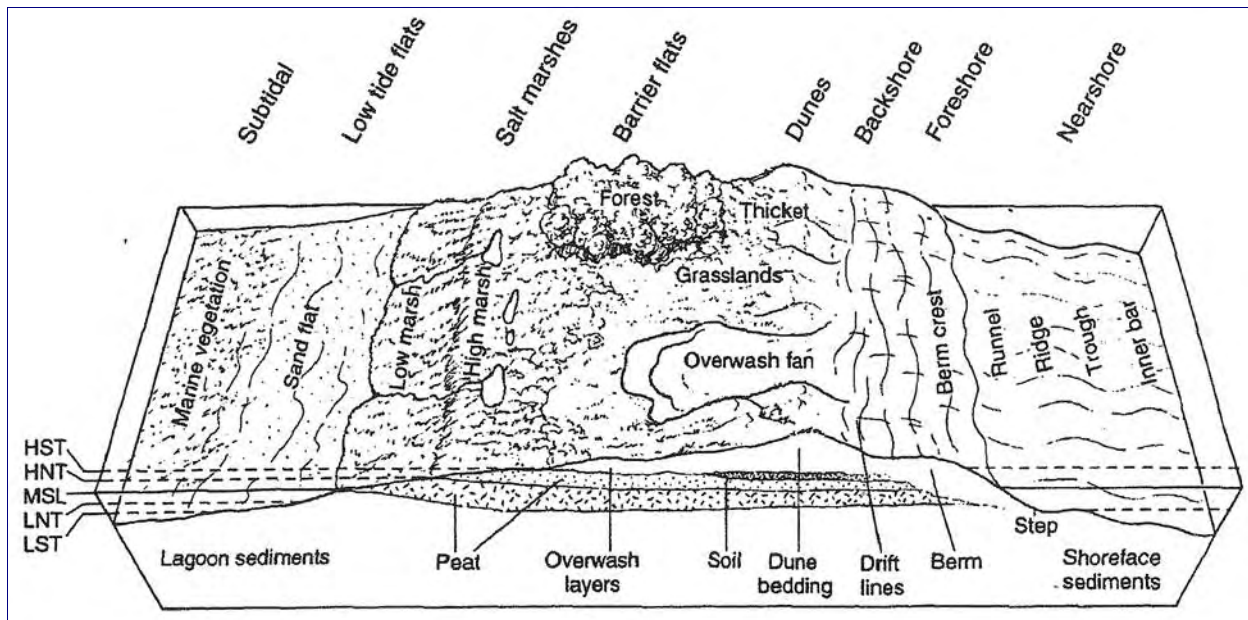 Subtidal
Low tide flats
Salt marshes
Barrier flats
Dunes
Backshore
Foreshore
Nearshore
Forest
Thicket
Grasslands
Overwash fan
Marine vegetation
Sand flat
Low marsh
High marsh
Berm crest
Runnel
Ridge
Trough
Inner bar
HST
HNT
MSL
LNT
LST
Step
Lagoon sediments
Peat
Overwash
layers
Soil
Dune
bedding
Drift
lines
Berm
Shoreface
sediments